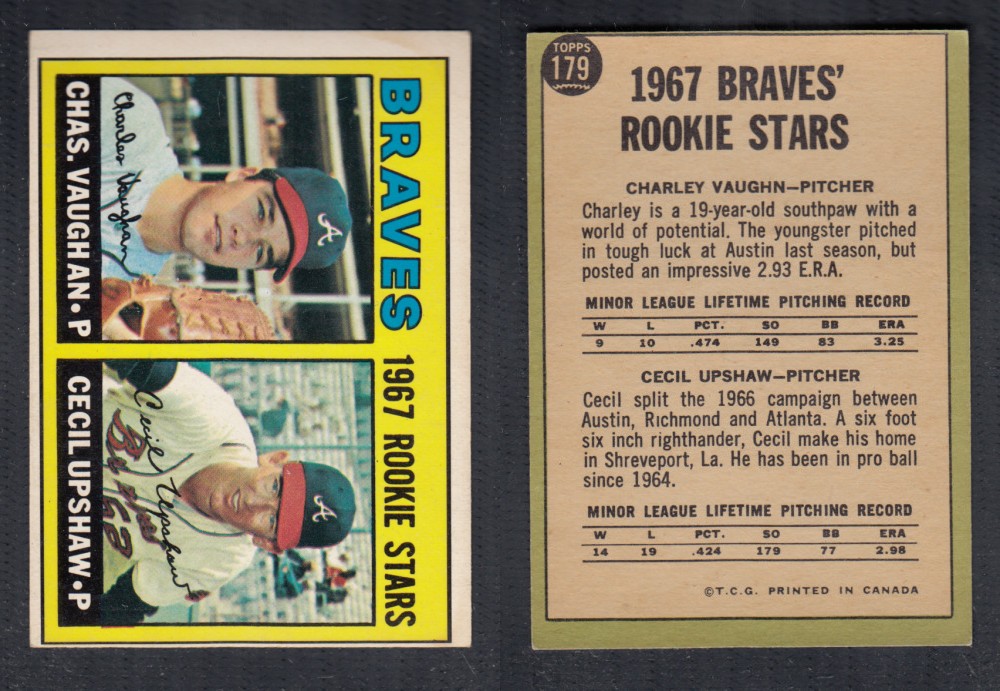 BRAVES 1967 ROOKIE STARS
A
Charles Vaughan
CHAS. VAUGHAN • P
A
Cecil Upshaw
Braves
CECIL UPSHAW • P
TOPPS
179
1967 BRAVES'
ROOKIE STARS
CHARLEY VAUGHN—PITCHER
Charley is a 19-year-old southpaw with a
world of potential. The youngster pitched
in tough luck at Austin last season, but
posted an impressive 2.93 E.R.A.
MINOR LEAGUE LIFETIME PITCHING RECORD
W L PCT. SO BB ERA
9 10 .474 149 83 3.25
CECIL UPSHAW—PITCHER
Cecil split the 1966 campaign between
Austin, Richmond and Atlanta. A six foot
six inch righthander, Cecil make his home
in Shreveport, La. He has been in pro ball
since 1964.
MINOR LEAGUE LIFETIME PITCHING RECORD
W L PCT. SO BB ERA
14 19 .424 179 77 2.98
©T.C.G. PRINTED IN CANADA